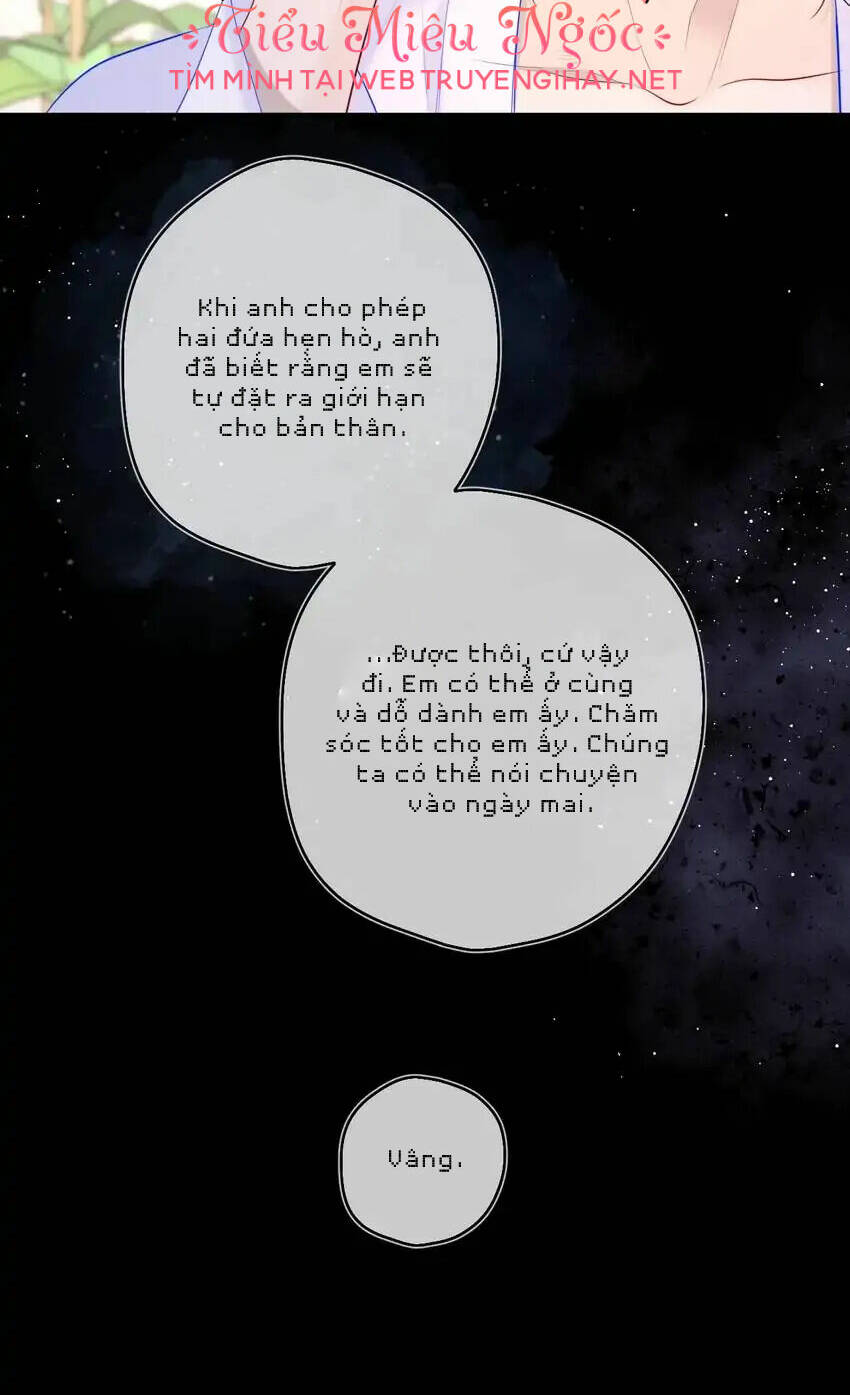 Tiểu Miêu Ngốc
TÌM MINH TẠI WEB TRUYENGIHAY.NET
Khi anh cho phép
hai đứa hẹn hò, anh
đã biết rằng em sẽ
tự đặt ra giới hạn
cho bản thân.
...Được thôi, cứ vậy
đi. Em có thể ở cùng
và dỗ dành em ấy. Chăm
sóc tốt cho em ấy. Chúng
ta có thể nói chuyện
vào ngày mai.
Vâng.